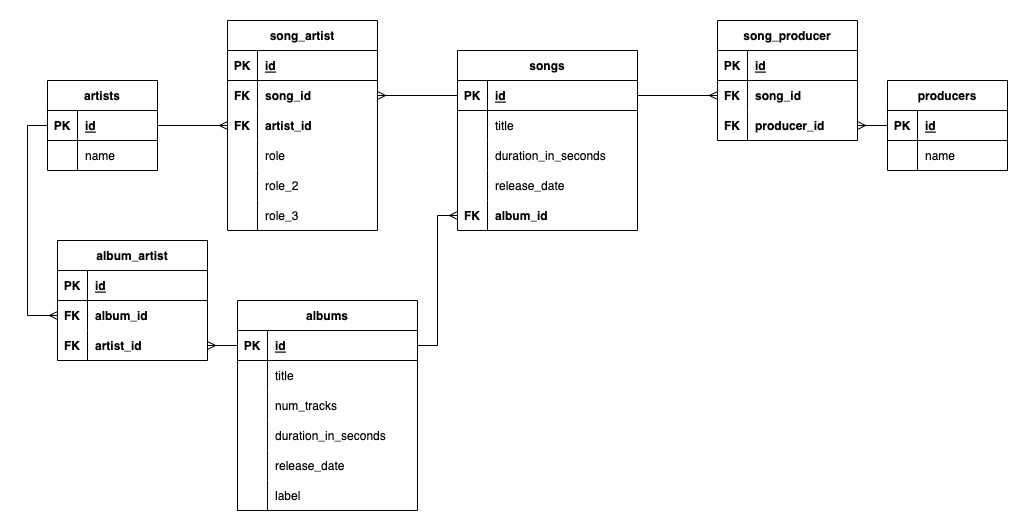 song_artist
PK id
FK song_id
FK artist_id
role
role_2
role_3
songs
PK id
title
duration_in_seconds
release_date
FK album_id
song_producer
PK id
FK song_id
FK producer_id
artists
PK id
name
producers
PK id
name
album_artist
PK id
FK album_id
FK artist_id
albums
PK id
title
num_tracks
duration_in_seconds
release_date
label